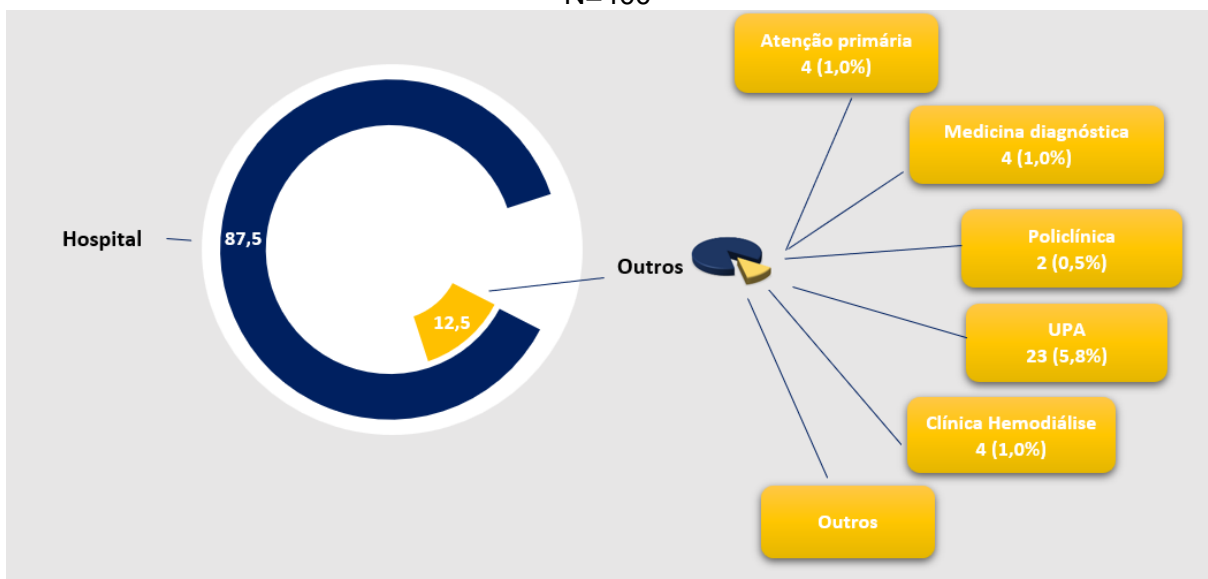 Atenção primária
4 (1,0%)
Medicina diagnóstica
4 (1,0%)
Hospital
87,5
Policlínica
2 (0,5%)
Outros
12,5
UPA
23 (5,8%)
Clínica Hemodiálise
4 (1,0%)
Outros